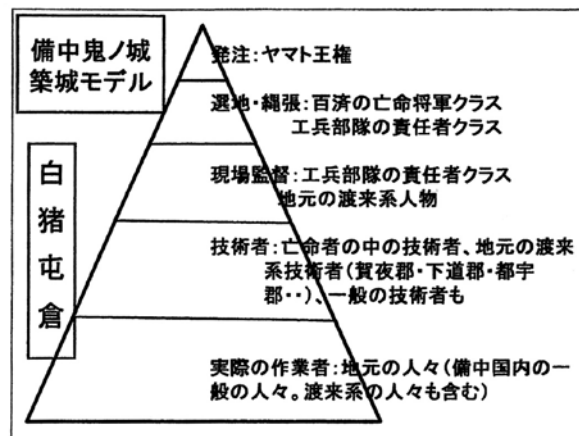 備中鬼ノ城
築城モデル
白猪屯倉
発注：ヤマト王権
選地・縄張：百済の亡命将軍クラス
工兵部隊の責任者クラス
現場監督：工兵部隊の責任者クラス
地元の渡来系人物
技術者：亡命者の中の技術者、地元の渡来
系技術者（賀夜郡・下道郡・都宇
郡・・）、一般の技術者も
実際の作業者：地元の人々（備中国内の一
般の人々。渡来系の人々も含む）